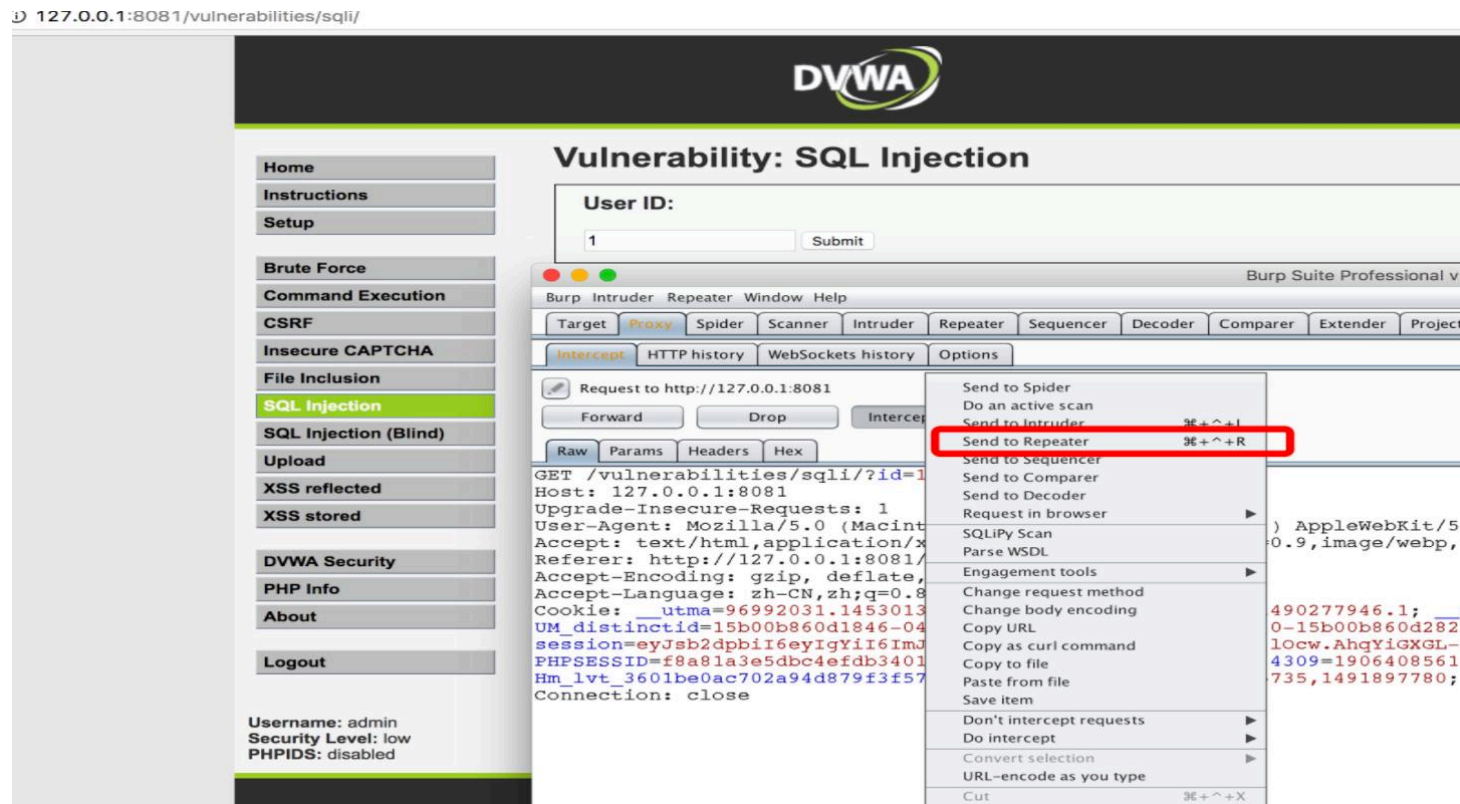 127.0.0.1:8081/vulnerabilities/sqli/
DVWA
Home
Instructions
Setup
Brute Force
Command Execution
CSRF
Insecure CAPTCHA
File Inclusion
SQL Injection
SQL Injection (Blind)
Upload
XSS reflected
XSS stored
DVWA Security
PHP Info
About
Logout
Username: admin
Security Level: low
PHPIDS: disabled
Vulnerability: SQL Injection
User ID:
1 Submit
Burp Suite Professional v
Burp Intruder Repeater Window Help
Target Proxy Spider Scanner Intruder Repeater Sequencer Decoder Comparer Extender Project
Intercept HTTP history WebSockets history Options
Request to http://127.0.0.1:8081
Forward Drop Intercep
Raw Params Headers Hex
GET /vulnerabilities/sqli/?id=1
Host: 127.0.0.1:8081
Upgrade-Insecure-Requests: 1
User-Agent: Mozilla/5.0 (Macint ) AppleWebKit/5
Accept: text/html,application/x 0.9,image/webp,
Referer: http://127.0.0.1:8081/
Accept-Encoding: gzip, deflate,
Accept-Language: zh-CN,zh;q=0.8
Cookie: __utma=96992031.1453013 490277946.1; __
UM_distinctid=15b00b860d1846-04 0-15b00b860d282
session=eyJsb2dpbiI6eyIgYiI6ImJ locw.AhqYiGXGL-
PHPSESSID=f8a81a3e5dbc4efdb3401 4309=1906408561
Hm_lvt_3601be0ac702a94d879f3f57 735,1491897780;
Connection: close
Send to Spider
Do an active scan
Send to Intruder ⌘+^+I
Send to Repeater ⌘+^+R
Send to Sequencer
Send to Comparer
Send to Decoder
Request in browser
SQLiPy Scan
Parse WSDL
Engagement tools
Change request method
Change body encoding
Copy URL
Copy as curl command
Copy to file
Paste from file
Save item
Don't intercept requests
Do intercept
Convert selection
URL-encode as you type
Cut ⌘+^+X